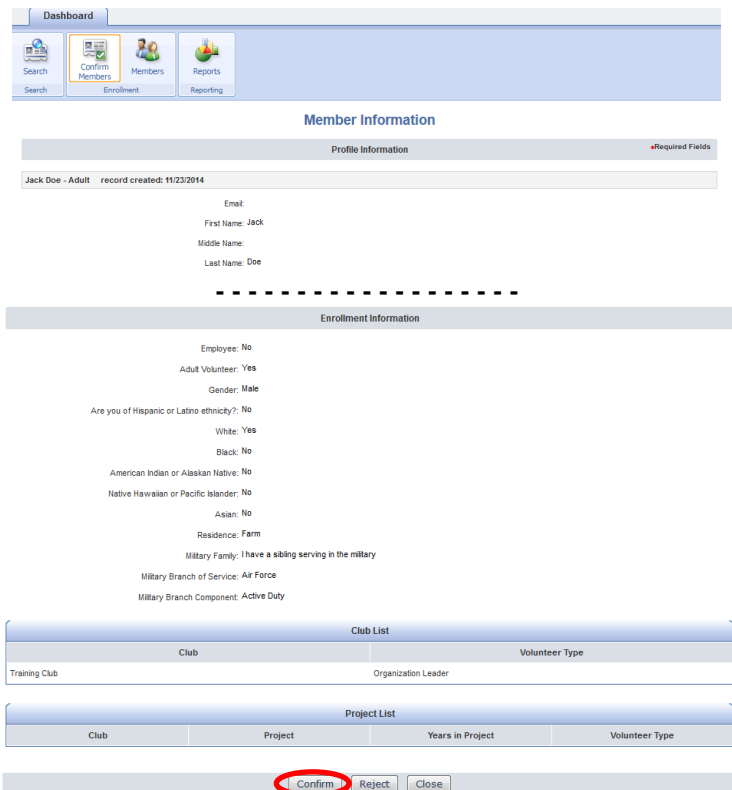 Dashboard
Search
Confirm Members
Members
Reports
Search
Enrollment
Reporting
Member Information
Profile Information
*Required Fields
Jack Doe - Adult record created: 11/23/2014
Email:
First Name: Jack
Middle Name:
Last Name: Doe
Enrollment Information
Employee: No
Adult Volunteer: Yes
Gender: Male
Are you of Hispanic or Latino ethnicity?: No
White: Yes
Black: No
American Indian or Alaskan Native: No
Native Hawaiian or Pacific Islander: No
Asian: No
Residence: Farm
Military Family: I have a sibling serving in the military
Military Branch of Service: Air Force
Military Branch Component: Active Duty
Club List
Club Volunteer Type
Training Club Organization Leader
Project List
Club Project Years in Project Volunteer Type
Confirm Reject Close